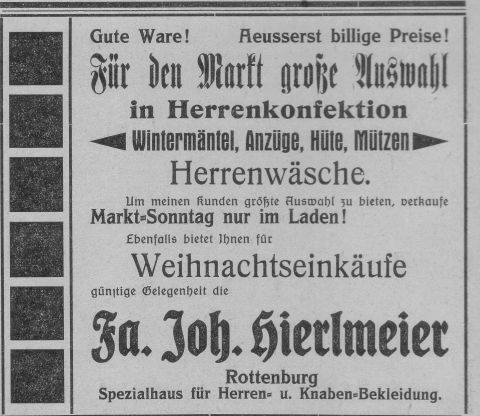 Gute Ware! Aeusserst billige Preise!
Für den Markt große Auswahl
in Herrenkonfektion
Wintermäntel, Anzüge, Hüte, Mützen
Herrenwäsche.
Um meinen Kunden größte Auswahl zu bieten, verkaufe
Markt-Sonntag nur im Laden!
Ebenfalls bietet Ihnen für
Weihnachtseinkäufe
günstige Gelegenheit die
Fa. Joh. Hierlmeier
Rottenburg
Spezialhaus für Herren- u. Knaben-Bekleidung.